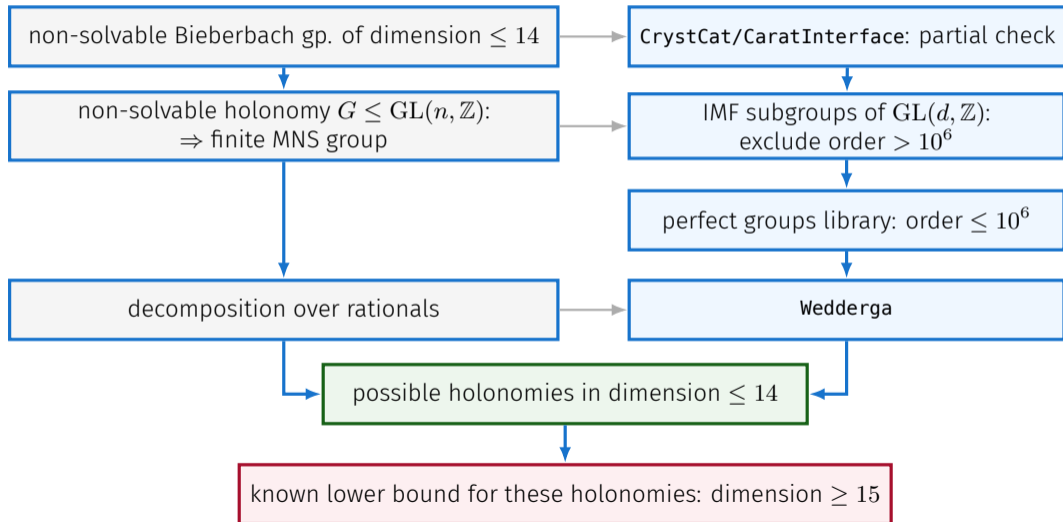 non-solvable Bieberbach gp. of dimension ≤ 14
CrystCat/CaratInterface: partial check
non-solvable holonomy G ≤ GL(n, ℤ):
⇒ finite MNS group
IMF subgroups of GL(d, ℤ):
exclude order > 10⁶
perfect groups library: order ≤ 10⁶
decomposition over rationals
Wedderga
possible holonomies in dimension ≤ 14
known lower bound for these holonomies: dimension ≥ 15